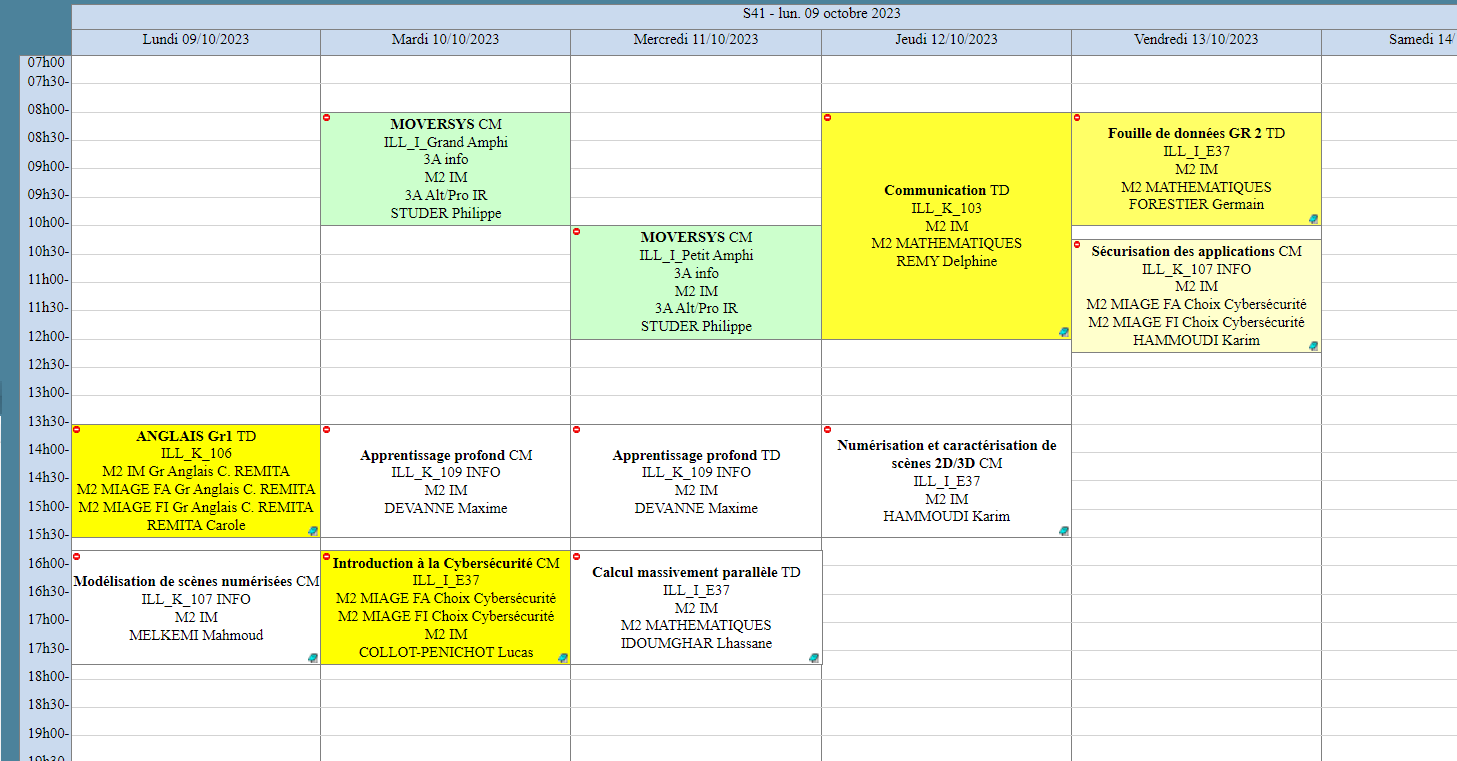 S41 - lun. 09 octobre 2023
Lundi 09/10/2023
Mardi 10/10/2023
Mercredi 11/10/2023
Jeudi 12/10/2023
Vendredi 13/10/2023
Samedi 14/
07h00
07h30-
08h00-
08h30-
09h00-
09h30-
10h00-
10h30-
11h00-
11h30-
12h00-
12h30-
13h00-
13h30-
14h00-
14h30-
15h00-
15h30-
16h00-
16h30-
17h00-
17h30-
18h00-
18h30-
19h00-
19h30
ANGLAIS Gr1 TD
ILL_K_106
M2 IM Gr Anglais C. REMITA
M2 MIAGE FA Gr Anglais C. REMITA
M2 MIAGE FI Gr Anglais C. REMITA
REMITA Carole
Modélisation de scènes numérisées CM
ILL_K_107 INFO
M2 IM
MELKEMI Mahmoud
MOVERSYS CM
ILL_I_Grand Amphi
3A info
M2 IM
3A Alt/Pro IR
STUDER Philippe
Apprentissage profond CM
ILL_K_109 INFO
M2 IM
DEVANNE Maxime
Introduction à la Cybersécurité CM
ILL_I_E37
M2 MIAGE FA Choix Cybersécurité
M2 MIAGE FI Choix Cybersécurité
M2 IM
COLLOT-PENICHOT Lucas
MOVERSYS CM
ILL_I_Petit Amphi
3A info
M2 IM
3A Alt/Pro IR
STUDER Philippe
Apprentissage profond TD
ILL_K_109 INFO
M2 IM
DEVANNE Maxime
Calcul massivement parallèle TD
ILL_I_E37
M2 IM
M2 MATHEMATIQUES
IDOUMGHAR Lhassane
Communication TD
ILL_K_103
M2 IM
M2 MATHEMATIQUES
REMY Delphine
Numérisation et caractérisation de
scènes 2D/3D CM
ILL_I_E37
M2 IM
HAMMOUDI Karim
Fouille de données GR 2 TD
ILL_I_E37
M2 IM
M2 MATHEMATIQUES
FORESTIER Germain
Sécurisation des applications CM
ILL_K_107 INFO
M2 IM
M2 MIAGE FA Choix Cybersécurité
M2 MIAGE FI Choix Cybersécurité
HAMMOUDI Karim